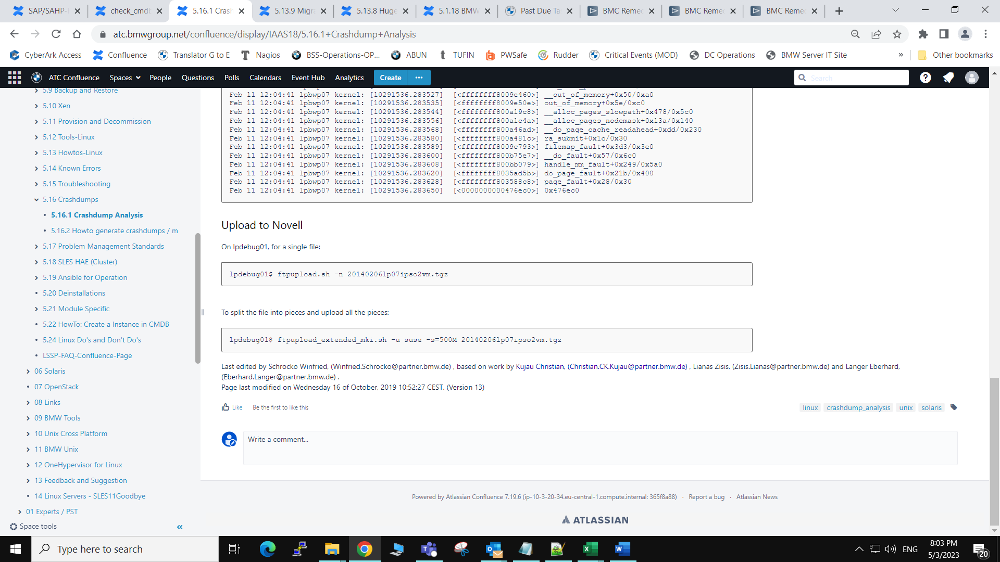 SAP/SAHP-
check_cmd
5.16.1 Cras
5.13.9 Migra
5.13.8 Huge
5.1.18 BMW
Past Due Ta
BMC Reme
BMC Reme
BMC Reme
atc.bmwgroup.net/confluence/display/IAAS18/5.16.1+Crashdump+Analysis
CyberArk Access
Confluence
Translator G to E
Nagios
BSS-Operations-OP...
ABUN
TUFIN
PWSafe
Rudder
Critical Events (MOD)
DC Operations
BMW Server IT Site
»
Other bookmarks
ATC Confluence
Spaces
People
Questions
Polls
Calendars
Event Hub
Analytics
Create
Search
5.9 Backup and Restore
5.10 Xen
5.11 Provision and Decommission
5.12 Tools-Linux
5.13 Howtos-Linux
5.14 Known Errors
5.15 Troubleshooting
5.16 Crashdumps
5.16.1 Crashdump Analysis
5.16.2 Howto generate crashdumps / m
5.17 Problem Management Standards
5.18 SLES HAE (Cluster)
5.19 Ansible for Operation
5.20 Deinstallations
5.21 Module Specific
5.22 HowTo: Create a Instance in CMDB
5.24 Linux Do's and Don't Do's
LSSP-FAQ-Confluence-Page
06 Solaris
07 OpenStack
08 Links
09 BMW Tools
10 Unix Cross Platform
11 BMW Unix
12 OneHypervisor for Linux
13 Feedback and Suggestion
14 Linux Servers - SLES11Goodbye
01 Experts / PST
Space tools
«
Feb 11 12:04:41 lpbwp07 kernel: [10291536.283527]  [<ffffffff8009e460>] __out_of_memory+0x50/0xa0
Feb 11 12:04:41 lpbwp07 kernel: [10291536.283535]  [<ffffffff8009e50e>] out_of_memory+0x5e/0xc0
Feb 11 12:04:41 lpbwp07 kernel: [10291536.283544]  [<ffffffff800a19c8>] __alloc_pages_slowpath+0x478/0x5c0
Feb 11 12:04:41 lpbwp07 kernel: [10291536.283556]  [<ffffffff800a1c4a>] __alloc_pages_nodemask+0x13a/0x140
Feb 11 12:04:41 lpbwp07 kernel: [10291536.283568]  [<ffffffff800a46ad>] __do_page_cache_readahead+0xdd/0x230
Feb 11 12:04:41 lpbwp07 kernel: [10291536.283580]  [<ffffffff800a481c>] ra_submit+0x1c/0x30
Feb 11 12:04:41 lpbwp07 kernel: [10291536.283589]  [<ffffffff8009c793>] filemap_fault+0x3d3/0x3e0
Feb 11 12:04:41 lpbwp07 kernel: [10291536.283600]  [<ffffffff800b75e7>] __do_fault+0x57/0x6c0
Feb 11 12:04:41 lpbwp07 kernel: [10291536.283608]  [<ffffffff800bb079>] handle_mm_fault+0x249/0x5a0
Feb 11 12:04:41 lpbwp07 kernel: [10291536.283620]  [<ffffffff8035ad5b>] do_page_fault+0x21b/0x400
Feb 11 12:04:41 lpbwp07 kernel: [10291536.283628]  [<ffffffff803588c8>] page_fault+0x28/0x30
Feb 11 12:04:41 lpbwp07 kernel: [10291536.283650]  [<0000000000476ec0>] 0x476ec0
Upload to Novell
On lpdebug01, for a single file:
lpdebug01$ ftpupload.sh -n 20140206lp07ipso2vm.tgz
To split the file into pieces and upload all the pieces:
lpdebug01$ ftpupload_extended_mki.sh -u suse -s=500M 20140206lp07ipso2vm.tgz
Last edited by Schrocko Winfried, (Winfried.Schrocko@partner.bmw.de) , based on work by Kujau Christian, (Christian.CK.Kujau@partner.bmw.de) , Lianas Zisis, (Zisis.Lianas@partner.bmw.de) and Langer Eberhard,
(Eberhard.Langer@partner.bmw.de) .
Page last modified on Wednesday 16 of October, 2019 10:52:27 CEST. (Version 13)
Like
Be the first to like this
linux
crashdump_analysis
unix
solaris
Write a comment...
Powered by Atlassian Confluence 7.19.6 (ip-10-3-20-34.eu-central-1.compute.internal: 365f8a88) · Report a bug · Atlassian News
ATLASSIAN
Type here to search
ENG
8:03 PM
5/3/2023
20